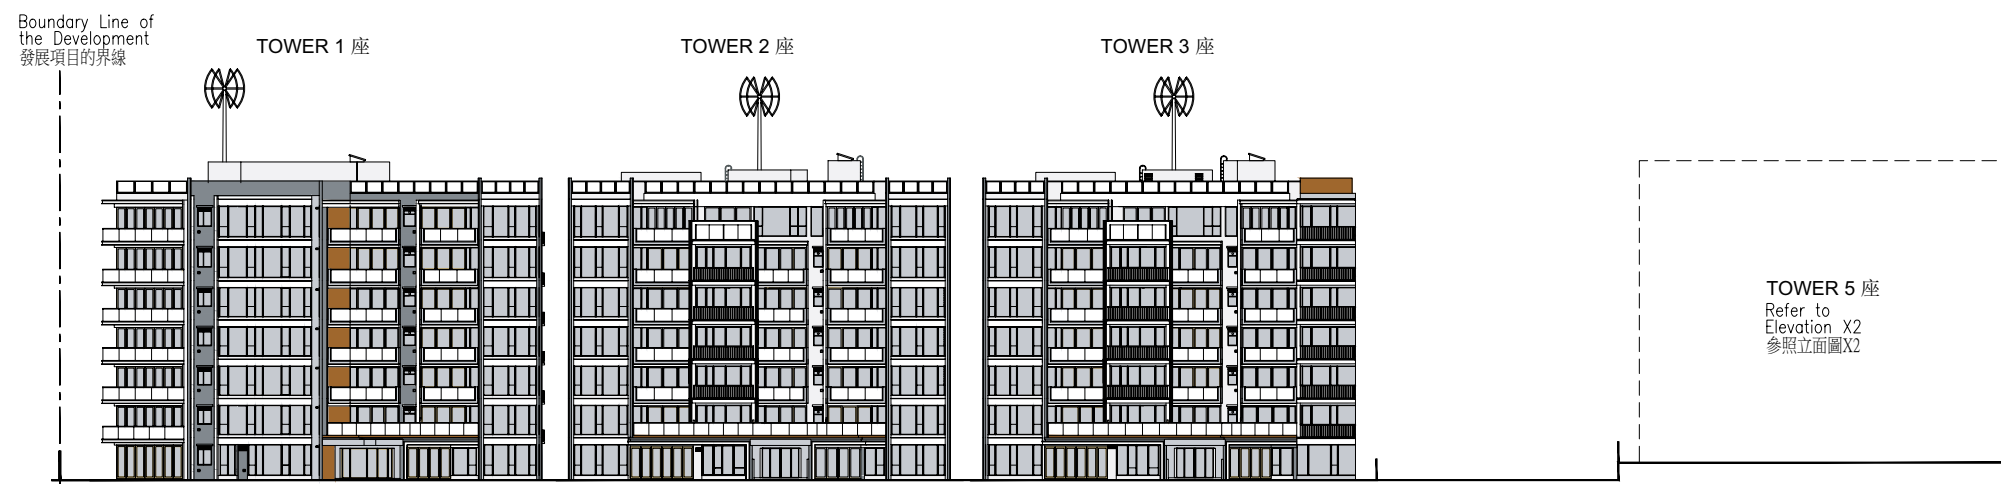 Boundary Line of
the Development
發展項目的界線
TOWER 1 座
TOWER 2 座
TOWER 3 座
TOWER 5 座
Refer to
Elevation X2
參照立面圖X2